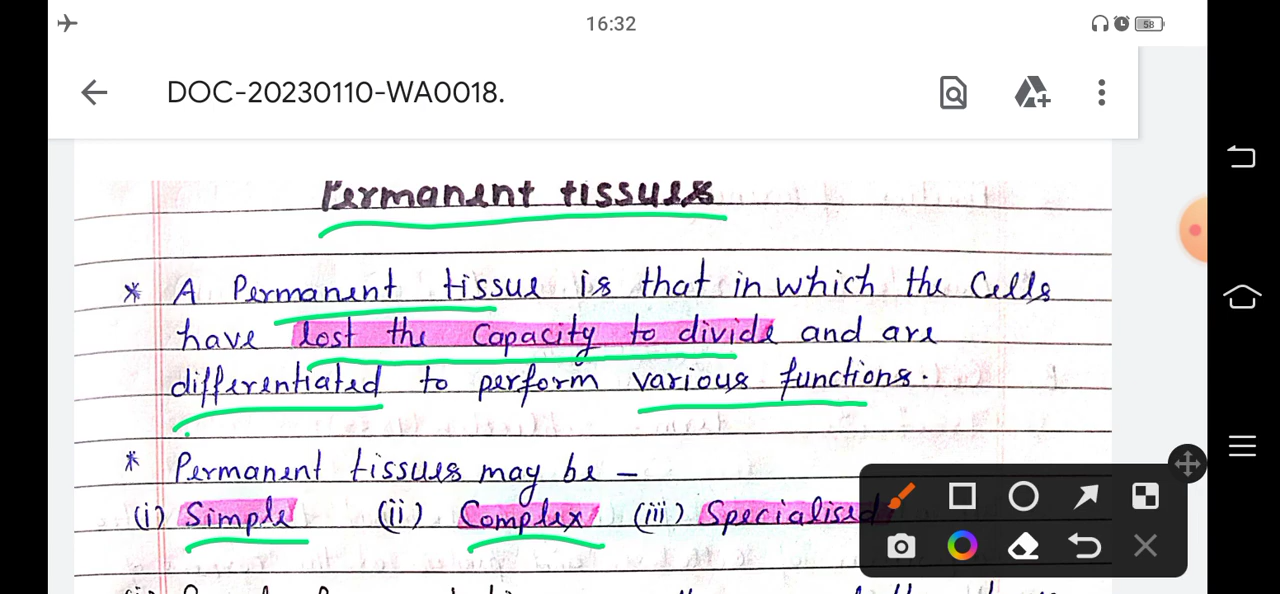 16:32
58
DOC-20230110-WA0018.
Permanent tissues
* A Permanent tissue is that in which the Cells
have lost the Capacity to divide and are
differentiated to perform various functions.
* Permanent tissues may be –
(i) Simple (ii) Complex (iii) Specialised